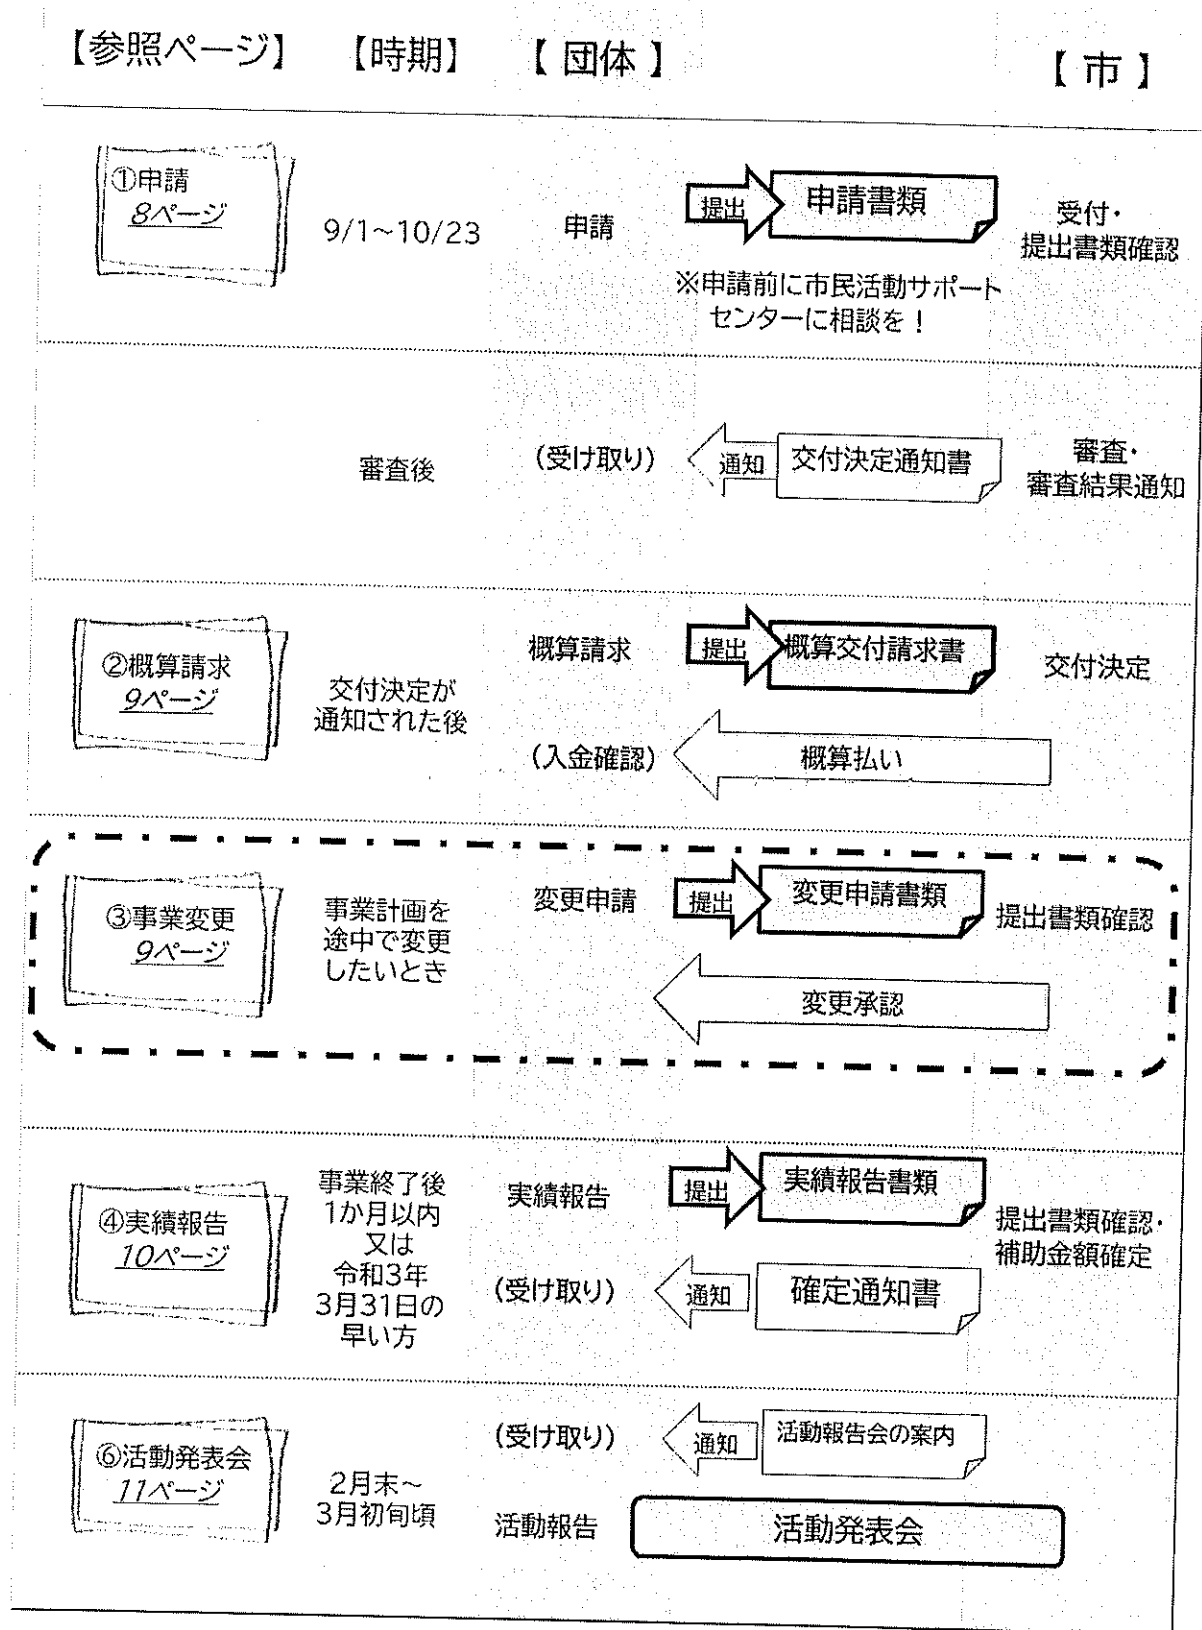 【参照ページ】 【時期】 【団体】 【市】
①申請
8ページ
9/1～10/23
申請
提出
申請書類
受付・
提出書類確認
※申請前に市民活動サポート
センターに相談を！
審査後
(受け取り)
通知
交付決定通知書
審査・
審査結果通知
②概算請求
9ページ
交付決定が
通知された後
概算請求
提出
概算交付請求書
交付決定
(入金確認)
概算払い
③事業変更
9ページ
事業計画を
途中で変更
したいとき
変更申請
提出
変更申請書類
提出書類確認
変更承認
④実績報告
10ページ
事業終了後
1か月以内
又は
令和3年
3月31日の
早い方
実績報告
提出
実績報告書類
提出書類確認・
補助金額確定
(受け取り)
通知
確定通知書
⑥活動発表会
11ページ
2月末～
3月初旬頃
(受け取り)
通知
活動報告会の案内
活動報告
活動発表会